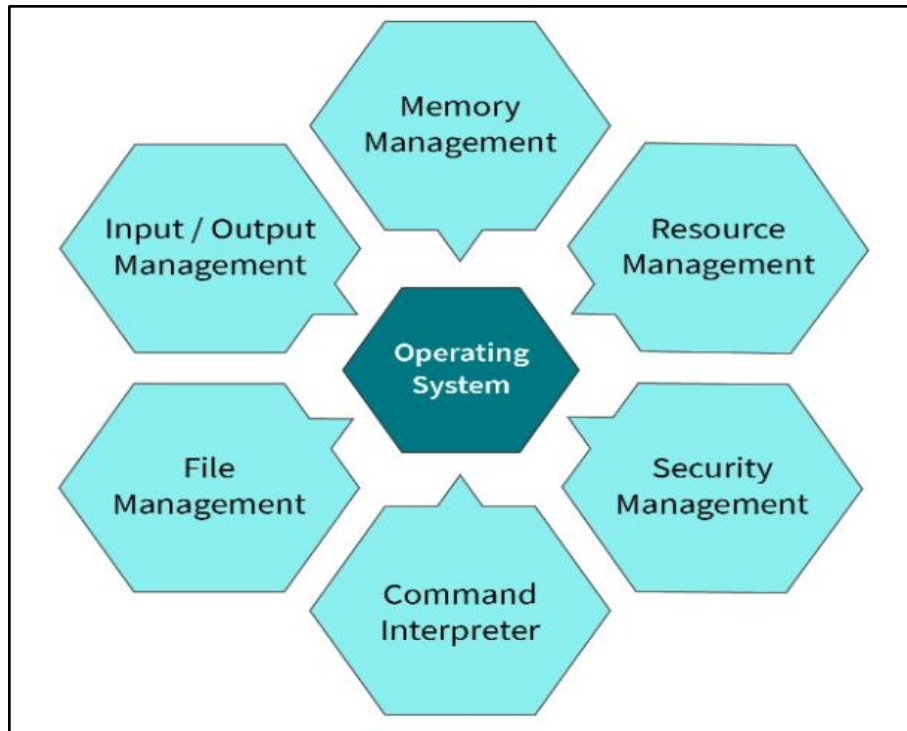 Memory
Management
Input / Output
Management
Resource
Management
Operating
System
File
Management
Security
Management
Command
Interpreter